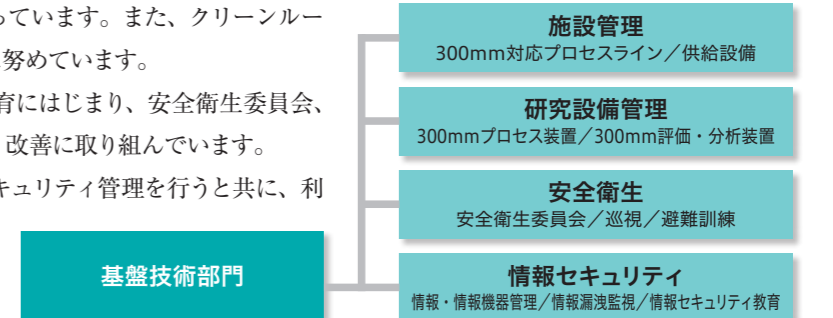 っています。また、クリーンルー
努めています。
育にはじまり、安全衛生委員会、
改善に取り組んでいます。
キュリティ管理を行うと共に、利
基盤技術部門
施設管理
300mm対応プロセスライン／供給設備
研究設備管理
300mmプロセス装置／300mm評価・分析装置
安全衛生
安全衛生委員会／巡視／避難訓練
情報セキュリティ
情報・情報機器管理／情報漏洩監視／情報セキュリティ教育